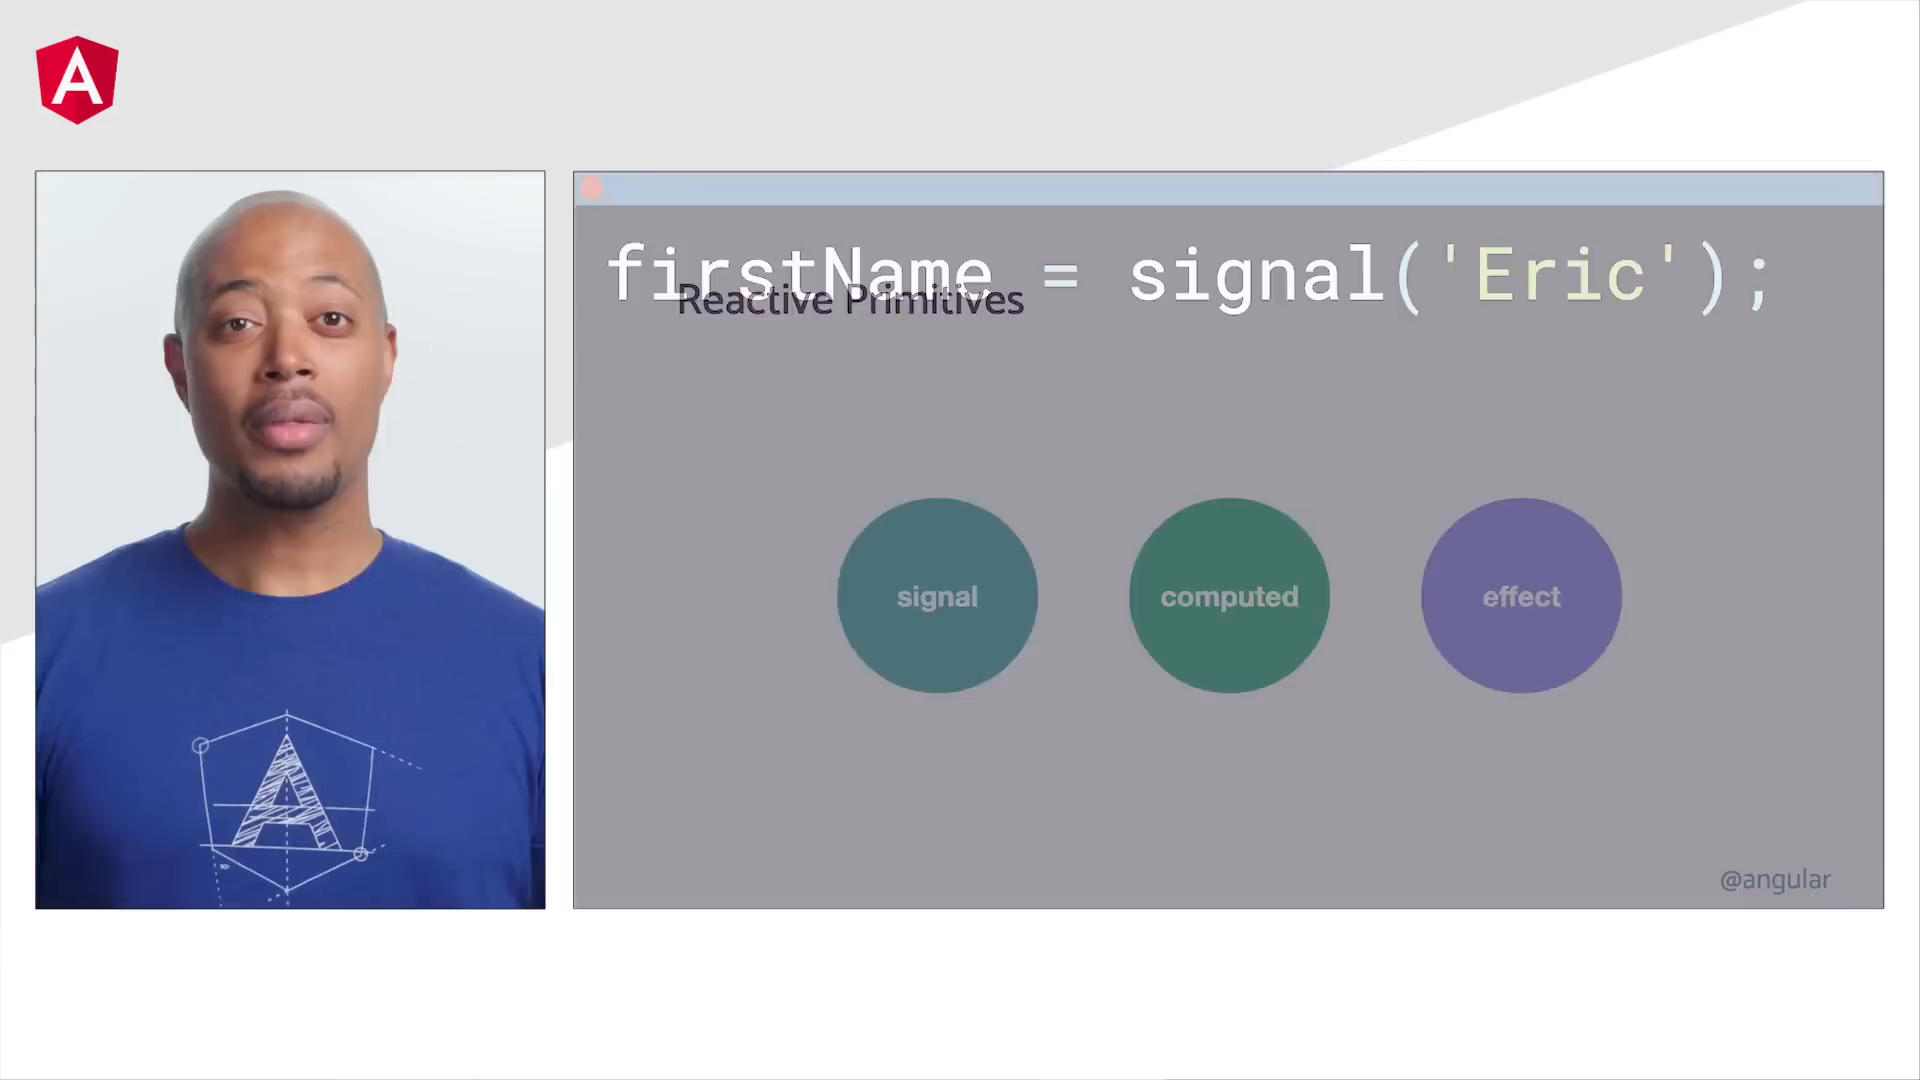 A
firstName = signal('Eric');
Reactive Primitives
signal
computed
effect
@angular
A